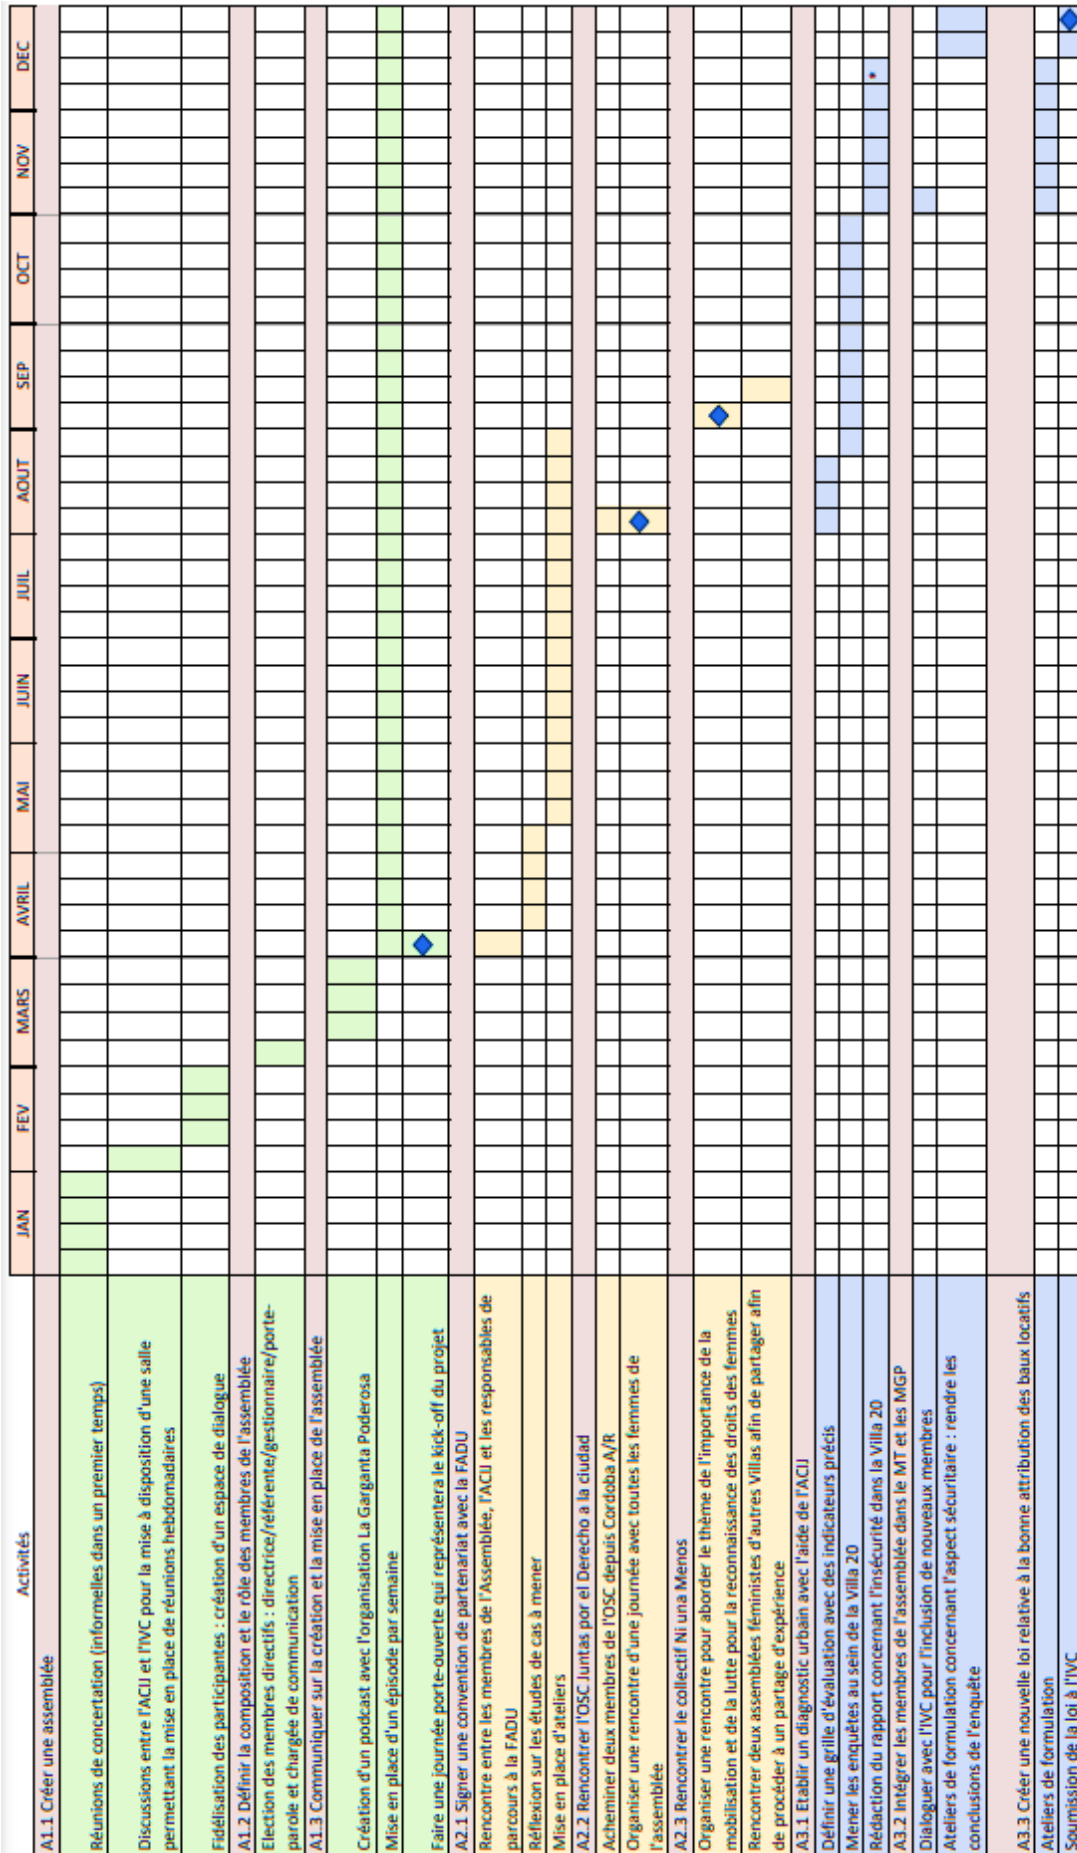 Activités
JAN
FEV
MARS
AVRIL
MAI
JUIN
JUIL
AOUT
SEP
OCT
NOV
DEC
A1.1 Créer une assemblée
Réunions de concertation (informelles dans un premier temps)
Discussions entre l'ACIJ et l'IVC pour la mise à disposition d'une salle
permettant la mise en place de réunions hebdomadaires
Fidélisation des participantes : création d'un espace de dialogue
A1.2 Définir la composition et le rôle des membres de l'assemblée
Election des membres directifs : directrice/référente/gestionnaire/porte-
parole et chargée de communication
A1.3 Communiquer sur la création et la mise en place de l'assemblée
Création d'un podcast avec l'organisation La Garganta Poderosa
Mise en place d'un épisode par semaine
Faire une journée porte-ouverte qui représentera le kick-off du projet
A2.1 Signer une convention de partenariat avec la FADU
Rencontre entre les membres de l'Assemblée, l'ACIJ et les responsables de
parcours à la FADU
Réflexion sur les études de cas à mener
Mise en place d'ateliers
A2.2 Rencontrer l'OSC Juntas por el Derecho a la ciudad
Acheminer deux membres de l'OSC depuis Cordoba A/R
Organiser une rencontre d'une journée avec toutes les femmes de
l'assemblée
A2.3 Rencontrer le collectif Ni una Menos
Organiser une rencontre pour aborder le thème de l'importance de la
mobilisation et de la lutte pour la reconnaissance des droits des femmes
Rencontrer deux assemblées féministes d'autres Villas afin de partager afin
de procéder à un partage d'expérience
A3.1 Etablir un diagnostic urbain avec l'aide de l'ACIJ
Définir une grille d'évaluation avec des indicateurs précis
Mener les enquêtes au sein de la Villa 20
Rédaction du rapport concernant l'insécurité dans la Villa 20
*
A3.2 Intégrer les membres de l'assemblée dans le MT et les MGP
Dialoguer avec l'IVC pour l'inclusion de nouveaux membres
Ateliers de formulation concernant l'aspect sécuritaire : rendre les
conclusions de l'enquête
A3.3 Créer une nouvelle loi relative à la bonne attribution des baux locatifs
Ateliers de formulation
Soumission de la loi à l'IVC